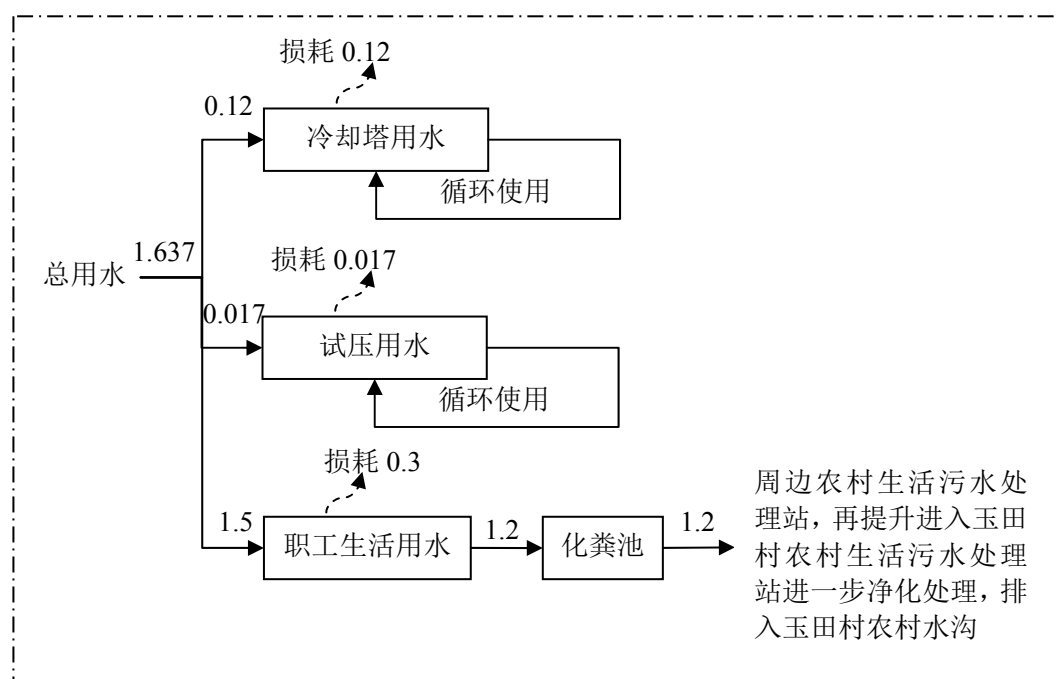 损耗 0.12
0.12
冷却塔用水
循环使用
1.637
总用水
损耗 0.017
0.017
试压用水
循环使用
损耗 0.3
1.5
职工生活用水
1.2
化粪池
1.2
周边农村生活污水处
理站，再提升进入玉田
村农村生活污水处理
站进一步净化处理，排
入玉田村农村水沟